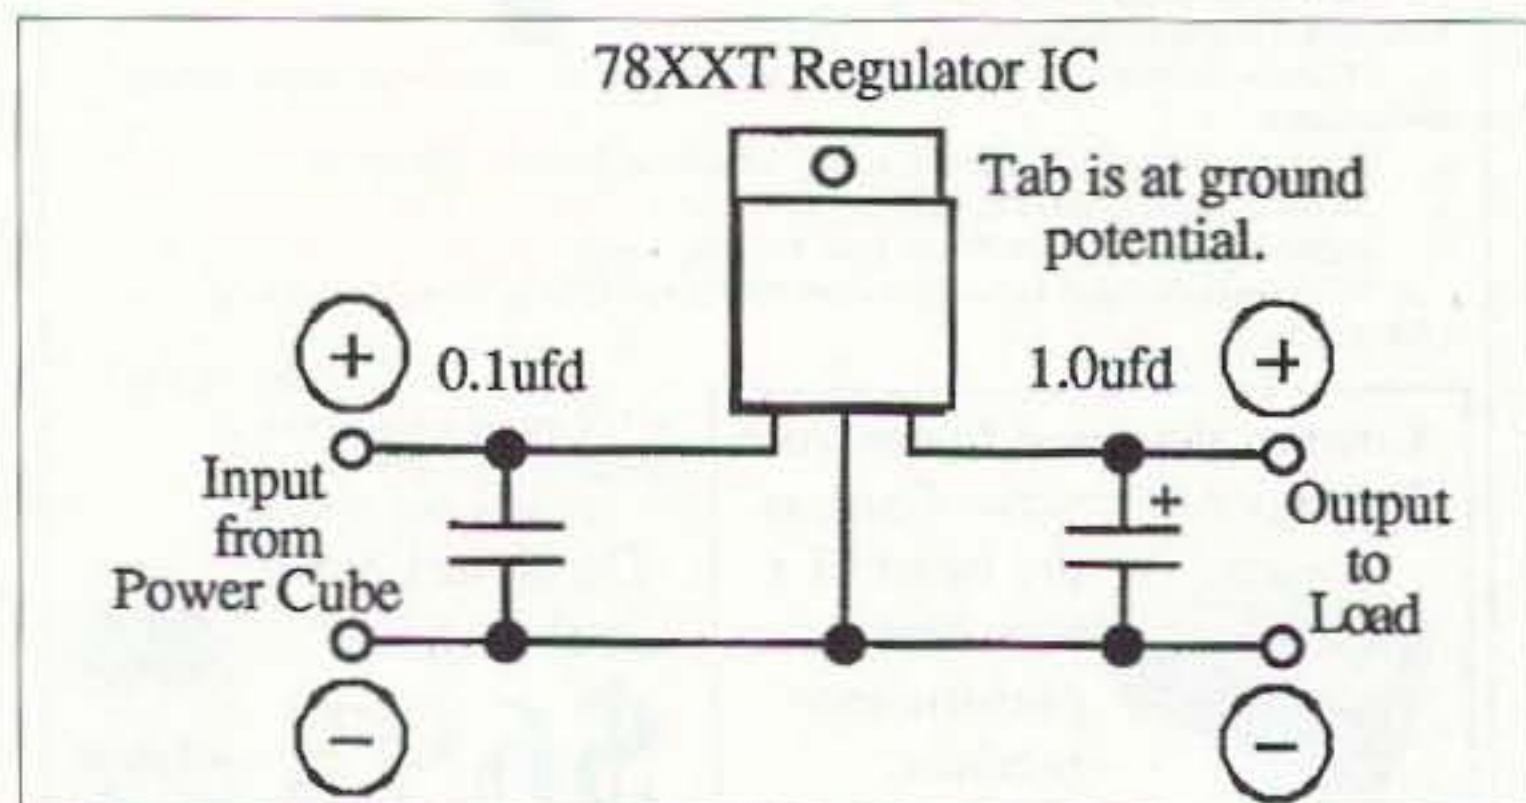 78XXT Regulator IC
Tab is at ground
potential.
+
0.1ufd
1.0ufd
+
Input
from
Power Cube
+
Output
to
Load
−
−